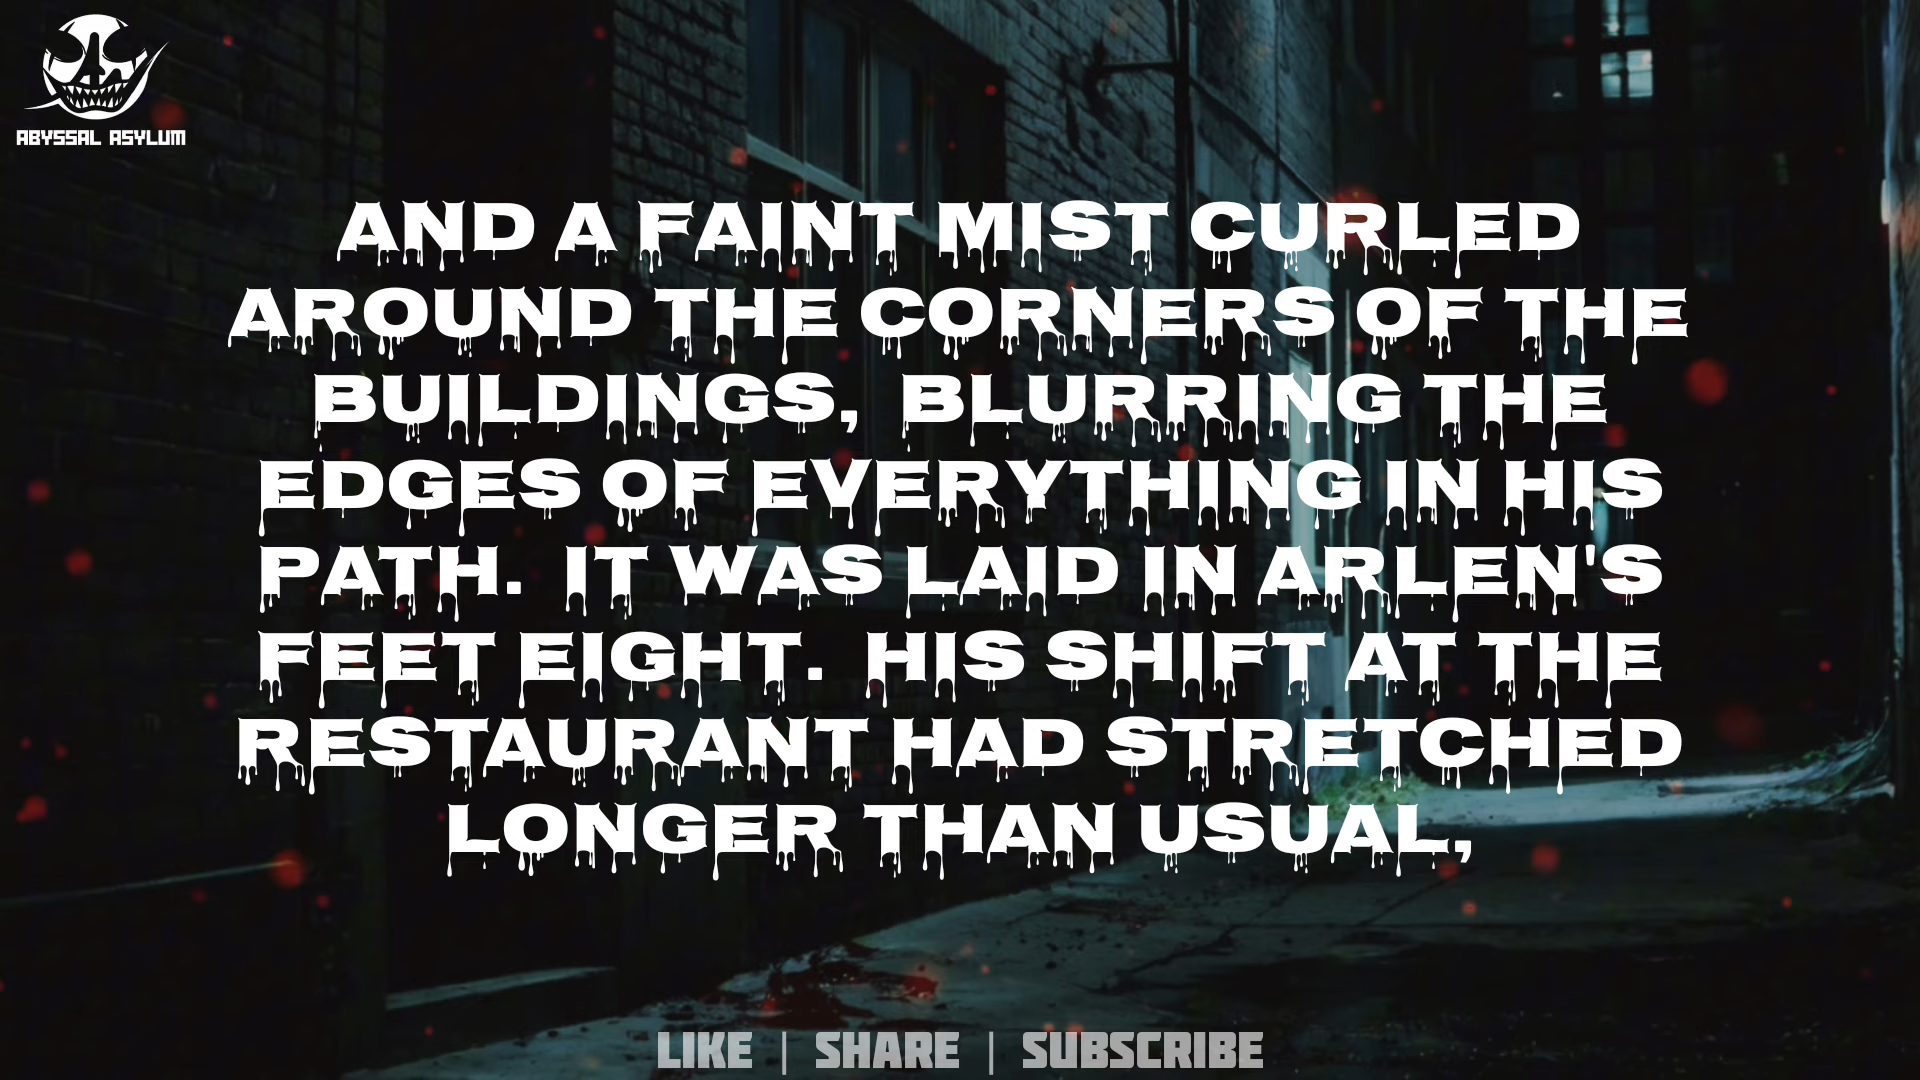 ABYSSAL ASYLUM
AND A FAINT MIST CURLED
AROUND THE CORNERS OF THE
BUILDINGS, BLURRING THE
EDGES OF EVERYTHING IN HIS
PATH. IT WAS LAID IN ARLEN'S
FEET EIGHT. HIS SHIFT AT THE
RESTAURANT HAD STRETCHED
LONGER THAN USUAL,
LIKE | SHARE | SUBSCRIBE